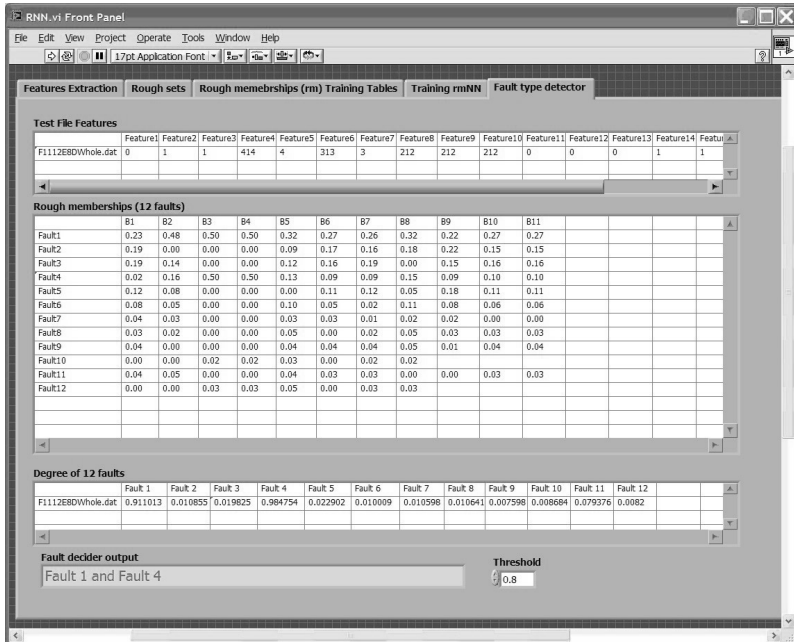 RNN.vi Front Panel
File Edit View Project Operate Tools Window Help
17pt Application Font
Features Extraction Rough sets Rough memebrships (rm) Training Tables Training rmNN Fault type detector
Test File Features
Feature1 Feature2 Feature3 Feature4 Feature5 Feature6 Feature7 Feature8 Feature9 Feature10 Feature11 Feature12 Feature13 Feature14 Featur
F1112E8DWhole.dat 0 1 1 414 4 313 3 212 212 212 0 0 0 1 1
Rough memberships (12 faults)
B1 B2 B3 B4 B5 B6 B7 B8 B9 B10 B11
Fault1 0.23 0.48 0.50 0.50 0.32 0.27 0.26 0.32 0.22 0.27 0.27
Fault2 0.19 0.00 0.00 0.00 0.09 0.17 0.16 0.18 0.22 0.15 0.15
Fault3 0.19 0.14 0.00 0.00 0.12 0.16 0.19 0.00 0.15 0.16 0.16
Fault4 0.02 0.16 0.50 0.50 0.13 0.09 0.09 0.15 0.09 0.10 0.10
Fault5 0.12 0.08 0.00 0.00 0.00 0.11 0.12 0.05 0.18 0.11 0.11
Fault6 0.08 0.05 0.00 0.00 0.10 0.05 0.02 0.11 0.08 0.06 0.06
Fault7 0.04 0.03 0.00 0.00 0.03 0.03 0.01 0.02 0.02 0.00 0.00
Fault8 0.03 0.02 0.00 0.00 0.05 0.00 0.02 0.05 0.03 0.03 0.03
Fault9 0.04 0.00 0.00 0.00 0.04 0.04 0.04 0.05 0.01 0.04 0.04
Fault10 0.00 0.00 0.02 0.02 0.03 0.00 0.02 0.02
Fault11 0.04 0.05 0.00 0.00 0.04 0.03 0.03 0.00 0.00 0.03 0.03
Fault12 0.00 0.00 0.03 0.03 0.05 0.00 0.03 0.03
Degree of 12 faults
Fault 1 Fault 2 Fault 3 Fault 4 Fault 5 Fault 6 Fault 7 Fault 8 Fault 9 Fault 10 Fault 11 Fault 12
F1112E8DWhole.dat 0.911013 0.010855 0.019825 0.984754 0.022902 0.010009 0.010598 0.010641 0.007598 0.008684 0.079376 0.0082
Fault decider output
Threshold
Fault 1 and Fault 4
0.8